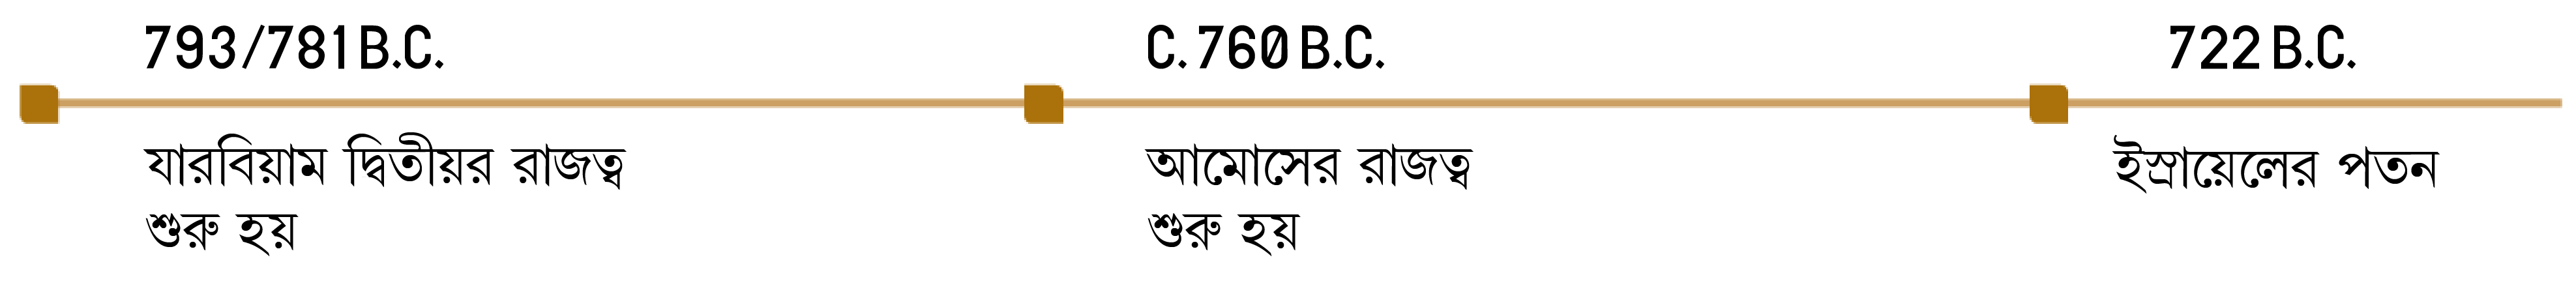 793/781 B.C.
C. 760 B.C.
722 B.C.
যারবিয়াম দ্বিতীয়র রাজত্ব
শুরু হয়
আমোসের রাজত্ব
শুরু হয়
ইস্রায়েলের পতন